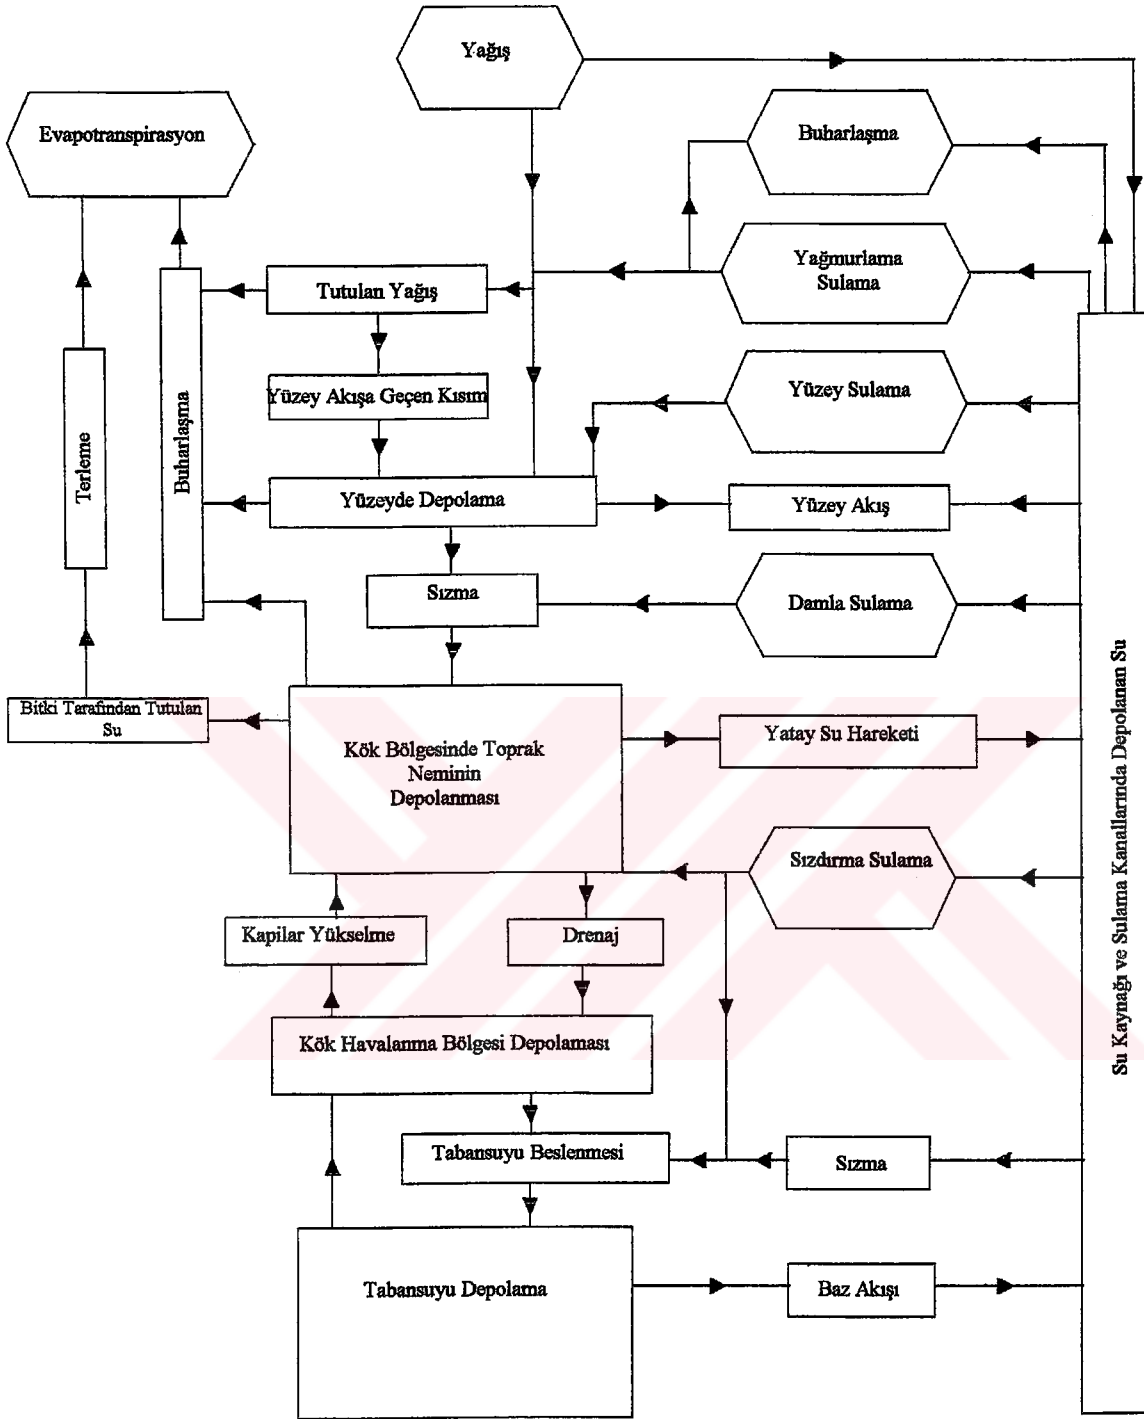 Yağış
Evapotranspirasyon
Buharlaşma
Yağmurlama
Sulama
Tutulan Yağış
Yüzey Akışa Geçen Kısım
Yüzey Sulama
Terleme
Buharlaşma
Yüzeyde Depolama
Yüzey Akış
Sızma
Damla Sulama
Bitki Tarafından Tutulan
Su
Kök Bölgesinde Toprak
Neminin
Depolanması
Yatay Su Hareketi
Su Kaynağı ve Sulama Kanallarında Depolanan Su
Sızdırma Sulama
Kapilar Yükselme
Drenaj
Kök Havalanma Bölgesi Depolaması
Tabansuyu Beslenmesi
Sızma
Tabansuyu Depolama
Baz Akışı